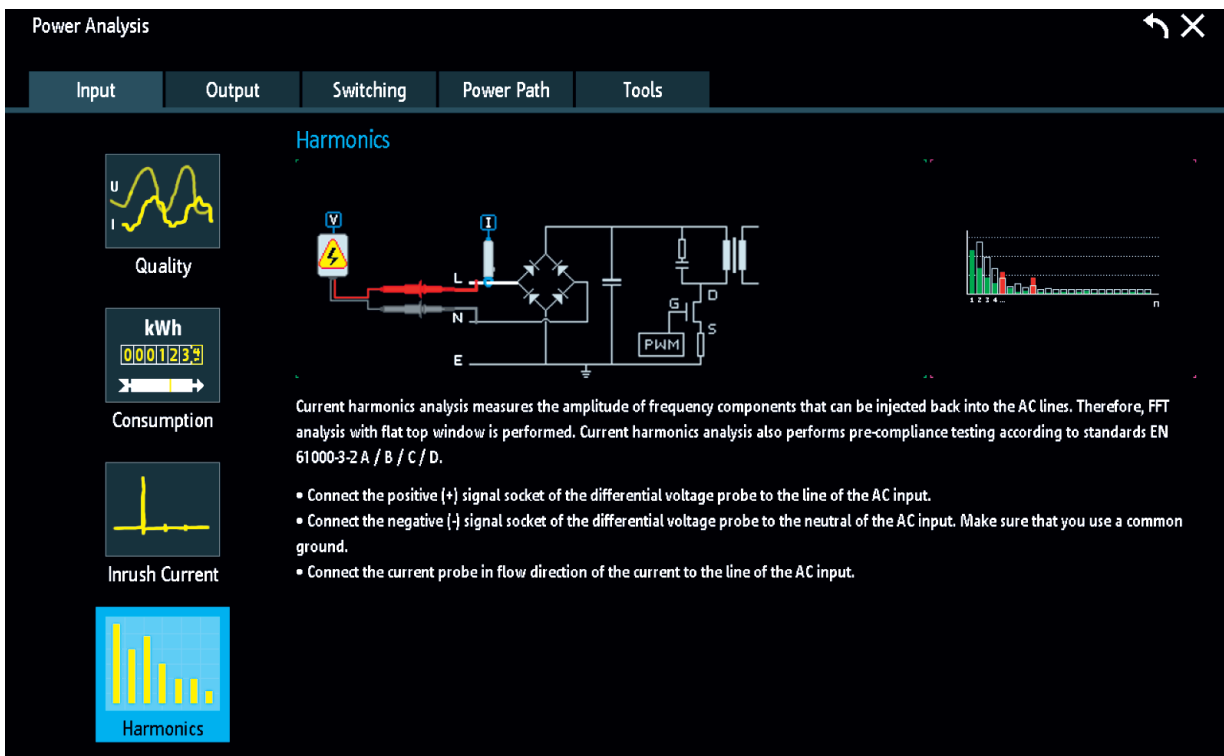 Power Analysis
Input Output Switching Power Path Tools
Harmonics
U
I
Quality
kWh
0001234
Consumption
Inrush Current
Harmonics
V
I
L
N
E
G
D
S
PWM
1 2 3 4 ...
n
Current harmonics analysis measures the amplitude of frequency components that can be injected back into the AC lines. Therefore, FFT
analysis with flat top window is performed. Current harmonics analysis also performs pre-compliance testing according to standards EN
61000-3-2 A / B / C / D.
• Connect the positive (+) signal socket of the differential voltage probe to the line of the AC input.
• Connect the negative (-) signal socket of the differential voltage probe to the neutral of the AC input. Make sure that you use a common
ground.
• Connect the current probe in flow direction of the current to the line of the AC input.